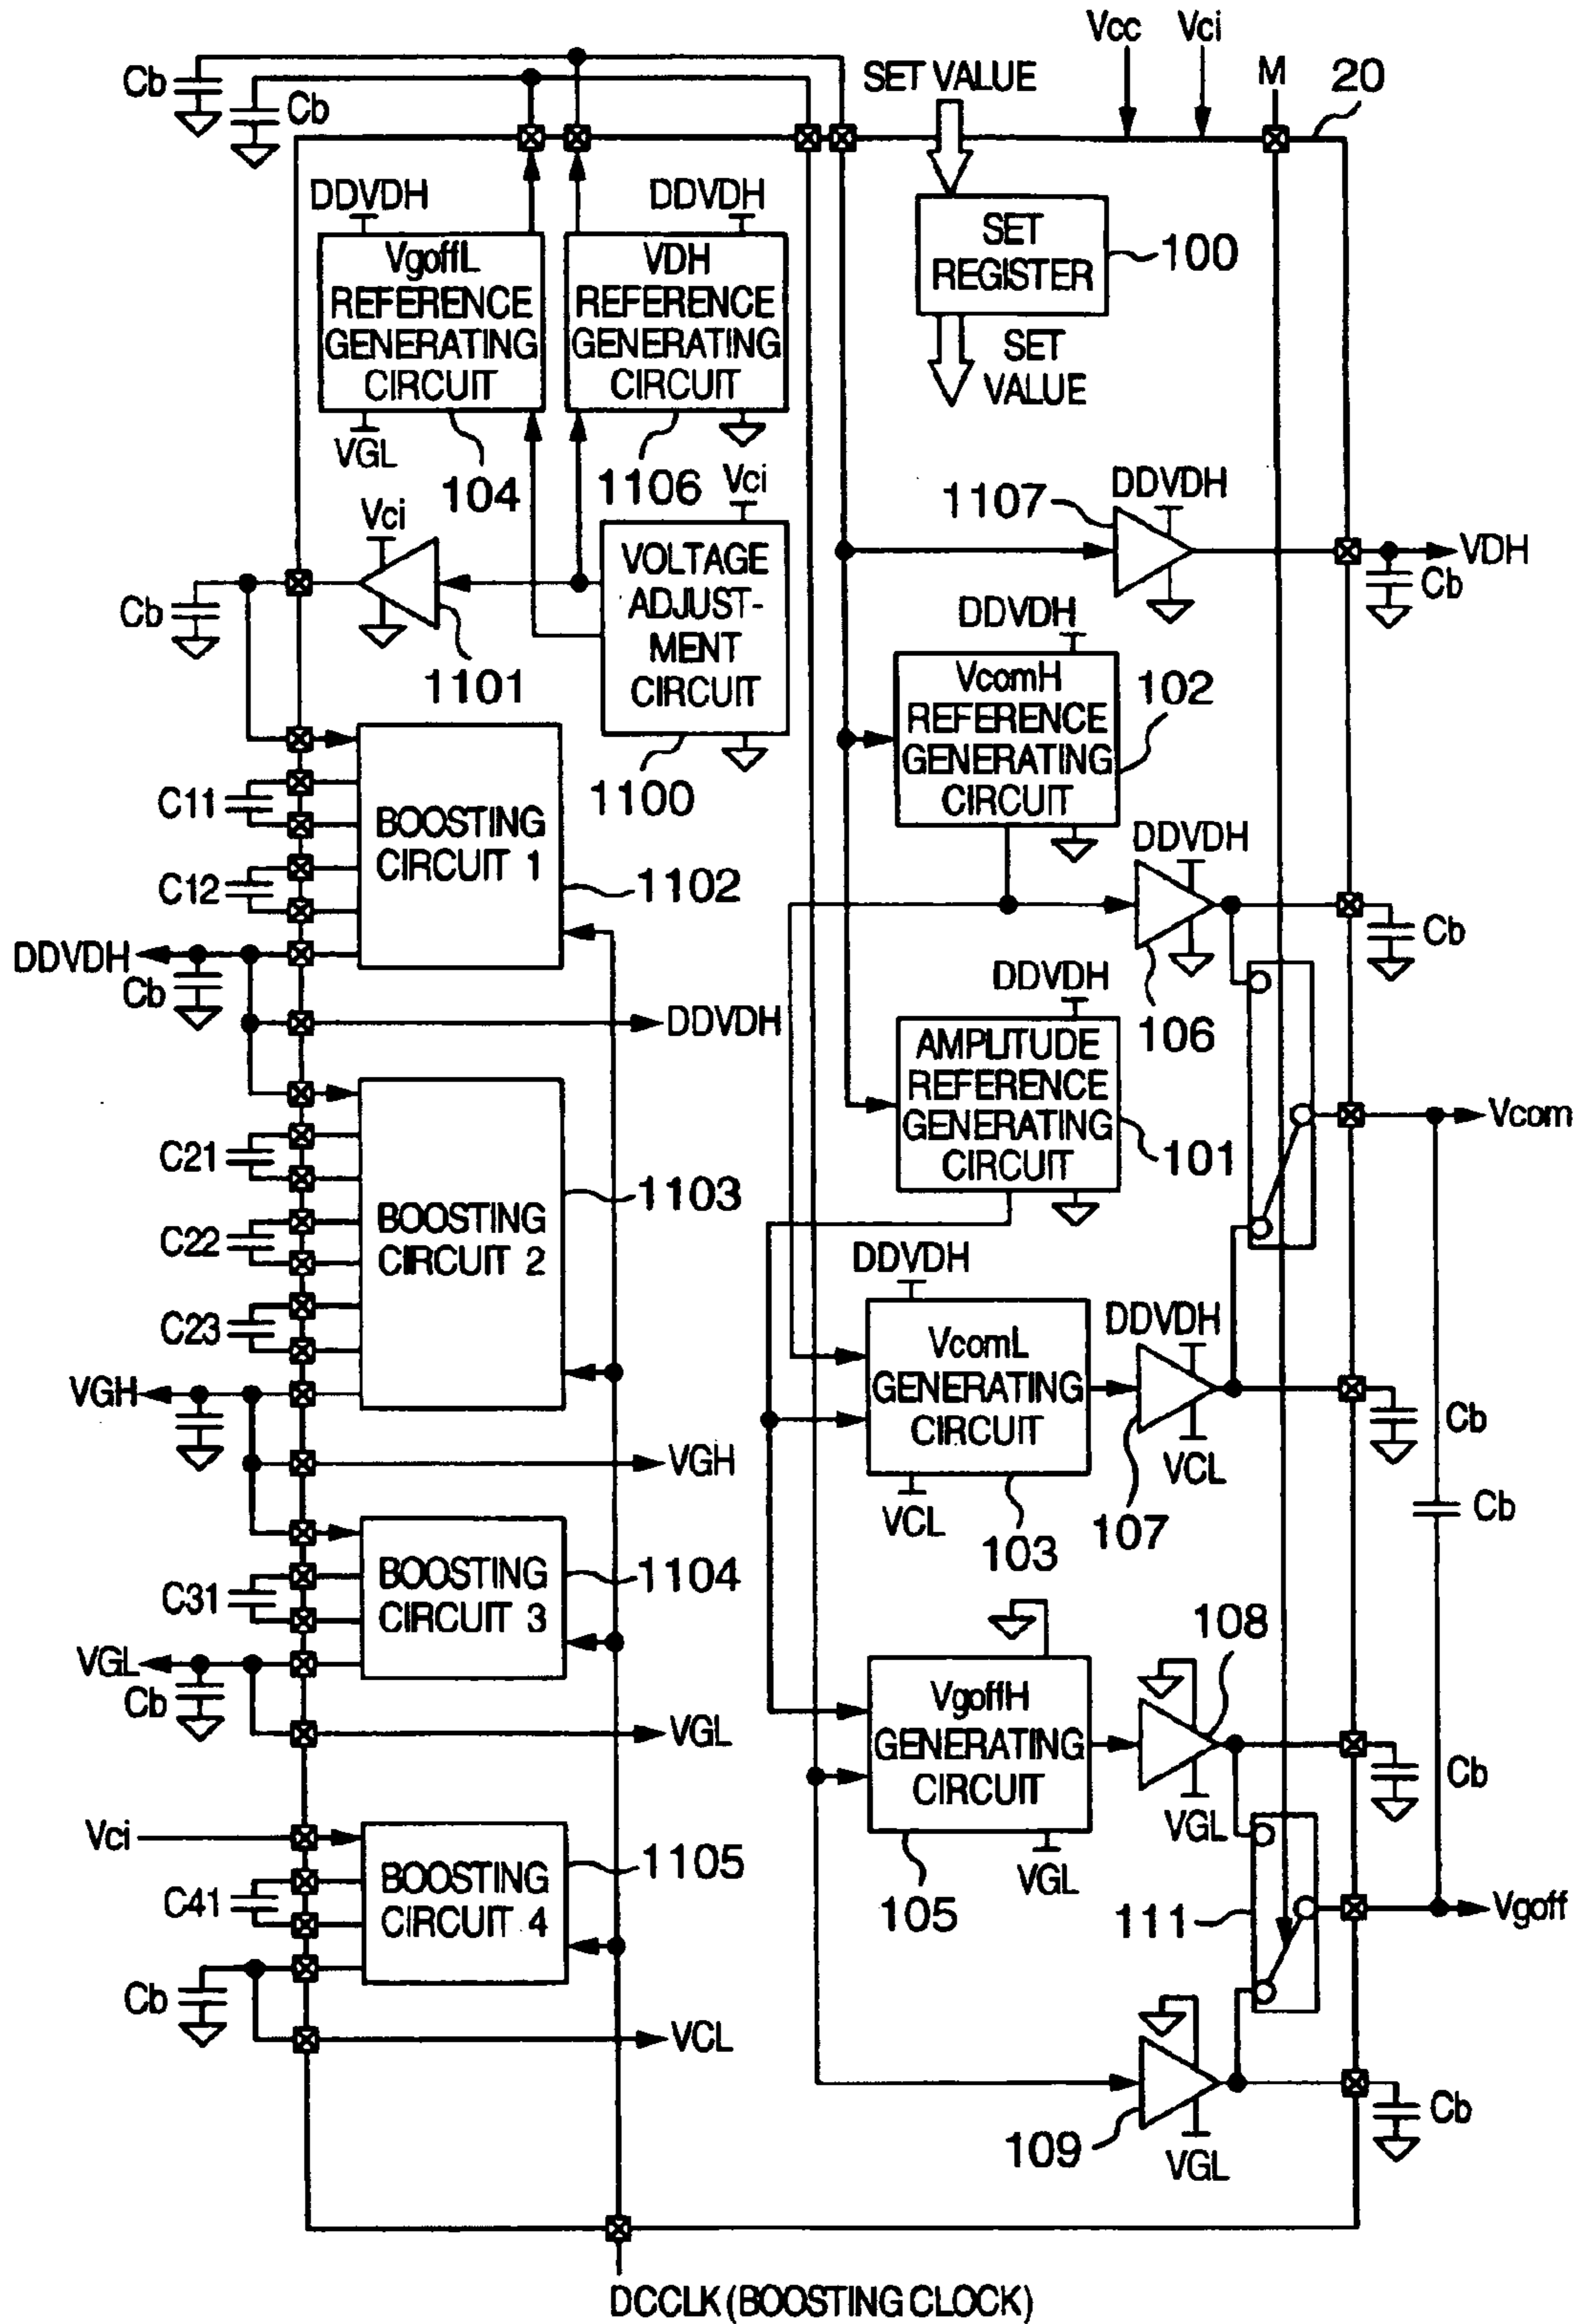 Vcc
Vci
Cb
Cb
SET VALUE
M
20
DDVDH
DDVDH
VgoffL
REFERENCE
GENERATING
CIRCUIT
VDH
REFERENCE
GENERATING
CIRCUIT
SET
REGISTER
100
SET
VALUE
VGL
104
1106
Vci
Vci
1107
DDVDH
VDH
Cb
VOLTAGE
ADJUST-
MENT
CIRCUIT
Cb
1101
1100
DDVDH
VcomH
REFERENCE
GENERATING
CIRCUIT
102
C11
C12
BOOSTING
CIRCUIT 1
1102
DDVDH
Cb
106
DDVDH
Cb
DDVDH
DDVDH
AMPLITUDE
REFERENCE
GENERATING
CIRCUIT
101
Vcom
C21
C22
C23
BOOSTING
CIRCUIT 2
1103
DDVDH
VcomL
GENERATING
CIRCUIT
VCL
103
DDVDH
VCL
107
Cb
Cb
VGH
VGH
C31
BOOSTING
CIRCUIT 3
1104
VGL
Cb
VGL
108
VgoffH
GENERATING
CIRCUIT
VGL
105
VGL
Cb
Vci
C41
BOOSTING
CIRCUIT 4
1105
111
Vgoff
Cb
VCL
109
VGL
Cb
DCCLK (BOOSTING CLOCK)